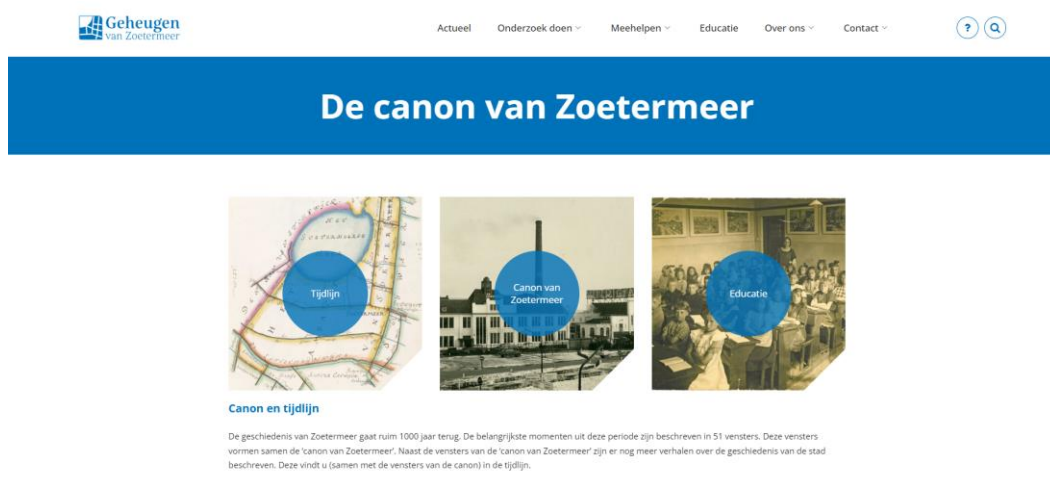 Geheugen
van Zoetermeer
Actueel Onderzoek doen Meehelpen Educatie Over ons Contact ?
De canon van Zoetermeer
Tijdlijn
Canon van
Zoetermeer
Educatie
Canon en tijdlijn
De geschiedenis van Zoetermeer gaat ruim 1000 jaar terug. De belangrijkste momenten uit deze periode zijn beschreven in 51 vensters. Deze vensters
vormen samen de ‘canon van Zoetermeer’. Naast de vensters van de ‘canon van Zoetermeer’ zijn er nog meer verhalen over de geschiedenis van de stad
beschreven. Deze vindt u (samen met de vensters van de canon) in de tijdlijn.